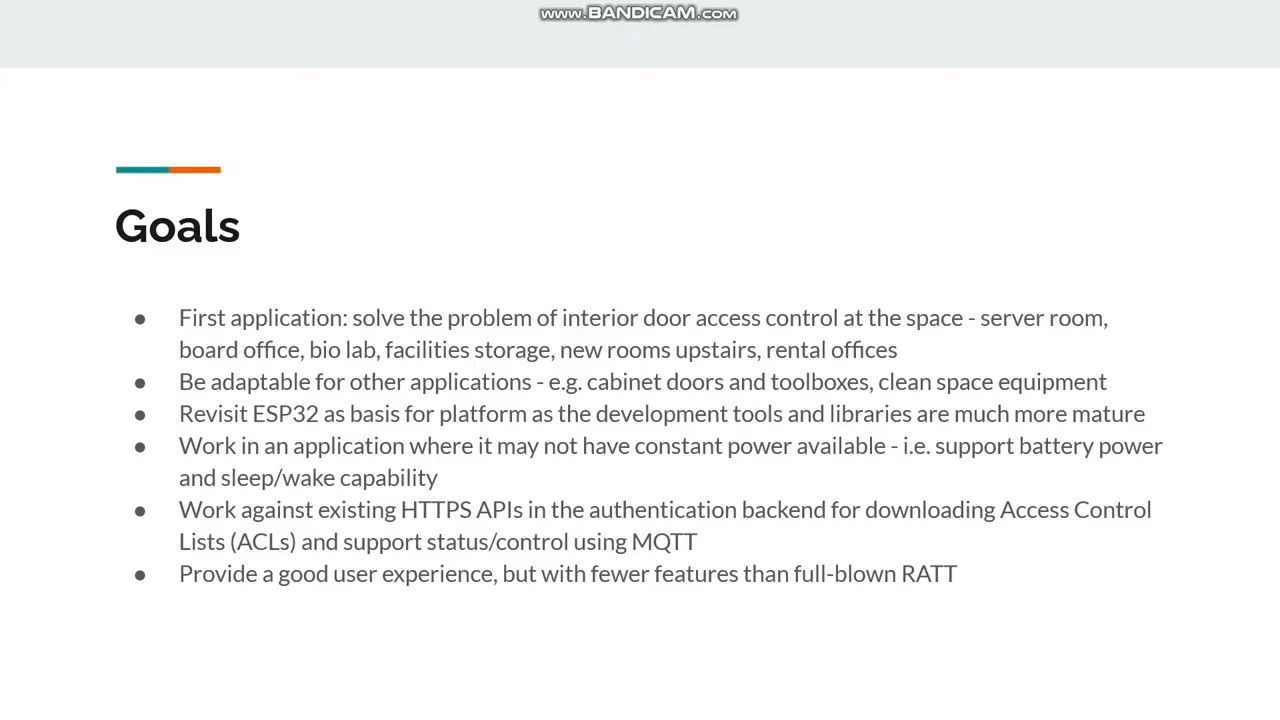 www.BANDICAM.com
Goals
● First application: solve the problem of interior door access control at the space - server room,
board office, bio lab, facilities storage, new rooms upstairs, rental offices
● Be adaptable for other applications - e.g. cabinet doors and toolboxes, clean space equipment
● Revisit ESP32 as basis for platform as the development tools and libraries are much more mature
● Work in an application where it may not have constant power available - i.e. support battery power
and sleep/wake capability
● Work against existing HTTPS APIs in the authentication backend for downloading Access Control
Lists (ACLs) and support status/control using MQTT
● Provide a good user experience, but with fewer features than full-blown RATT